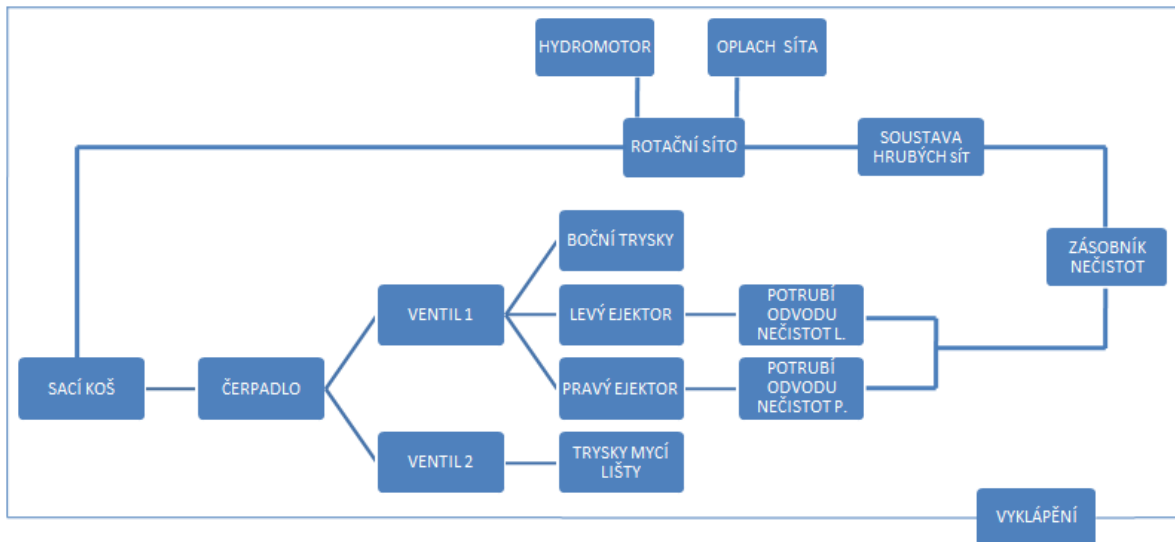 HYDROMOTOR
OPLACH SÍTA
ROTAČNÍ SÍTO
SOUSTAVA
HRUBÝCH SÍT
BOČNÍ TRYSKY
ZÁSOBNÍK
NEČISTOT
VENTIL 1
LEVÝ EJEKTOR
POTRUBÍ
ODVODU
NEČISTOT L.
SACÍ KOŠ
ČERPADLO
PRAVÝ EJEKTOR
POTRUBÍ
ODVODU
NEČISTOT P.
VENTIL 2
TRYSKY MYCÍ
LIŠTY
VYKLÁPĚNÍ